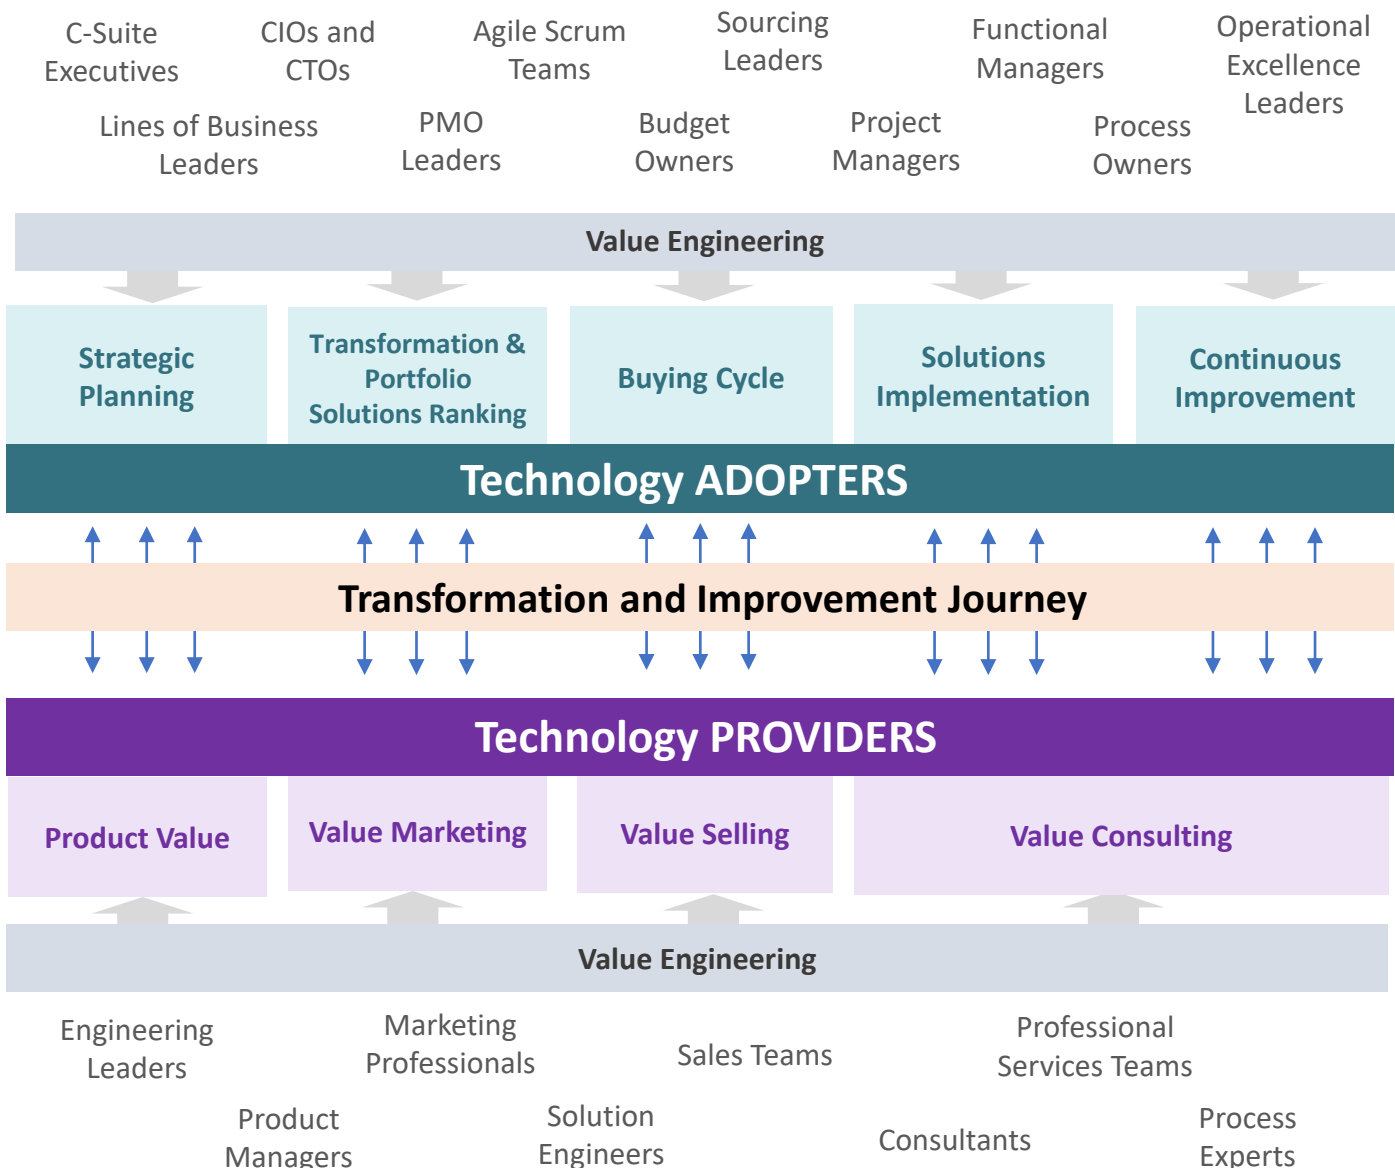 C-Suite
Executives
CIOs and
CTOs
Agile Scrum
Teams
Sourcing
Leaders
Functional
Managers
Operational
Excellence
Leaders
Lines of Business
Leaders
PMO
Leaders
Budget
Owners
Project
Managers
Process
Owners
Value Engineering
Strategic
Planning
Transformation &
Portfolio
Solutions Ranking
Buying Cycle
Solutions
Implementation
Continuous
Improvement
Technology ADOPTERS
Transformation and Improvement Journey
Technology PROVIDERS
Product Value
Value Marketing
Value Selling
Value Consulting
Value Engineering
Engineering
Leaders
Marketing
Professionals
Sales Teams
Professional
Services Teams
Product
Managers
Solution
Engineers
Consultants
Process
Experts